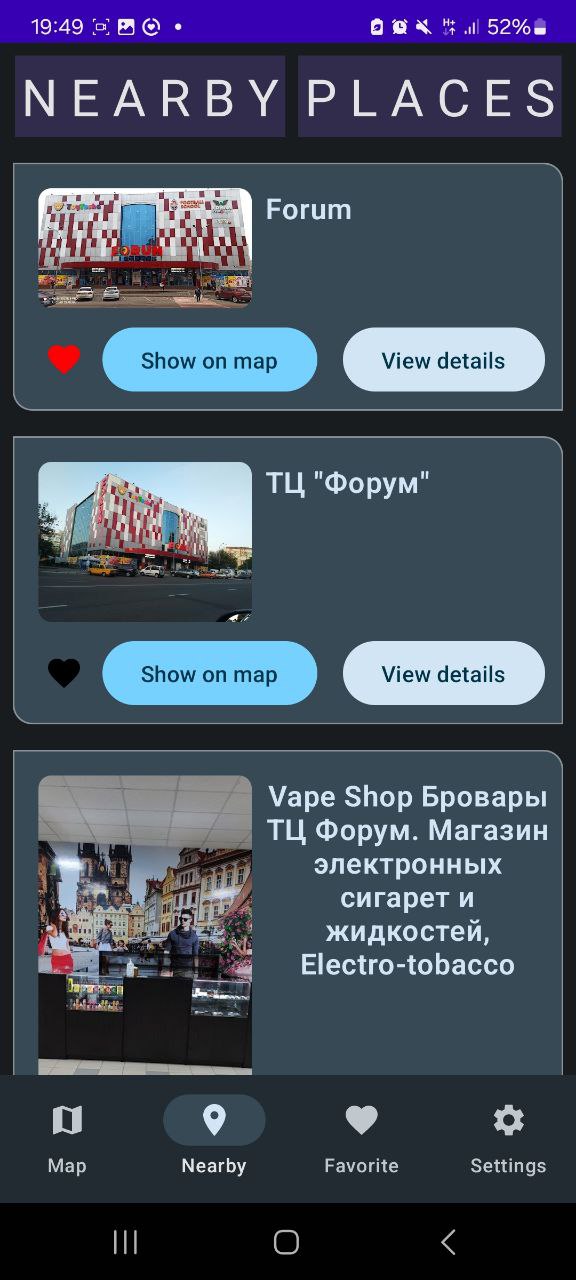 19:49
52%
NEARBY PLACES
Forum
FORUM
Show on map
View details
ТЦ "Форум"
Show on map
View details
Vape Shop Бровары
ТЦ Форум. Магазин
электронных
сигарет и
жидкостей,
Electro-tobacco
Map
Nearby
Favorite
Settings